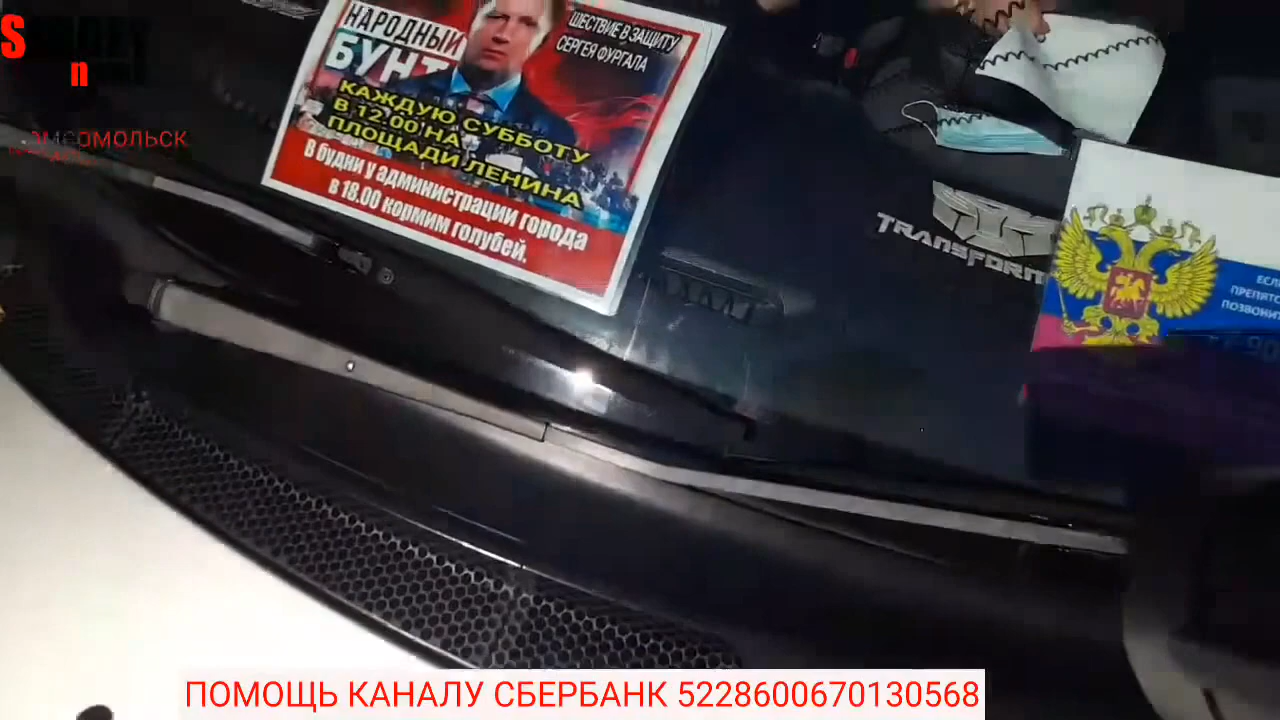 НАРОДНЫЙ
БУНТ
ШЕСТВИЕ В ЗАЩИТУ
СЕРГЕЯ ФУРГАЛА
КАЖДУЮ СУББОТУ
В 12.00 НА
ПЛОЩАДИ ЛЕНИНА
В будни у администрации города
в 18.00 кормим голубей.
КОМСОМОЛЬСК
TRANSFORM
ПОМОЩЬ КАНАЛУ СБЕРБАНК 5228600670130568